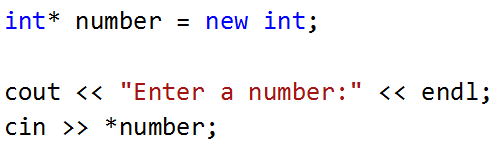 int* number = new int;
cout << "Enter a number:" << endl;
cin >> *number;